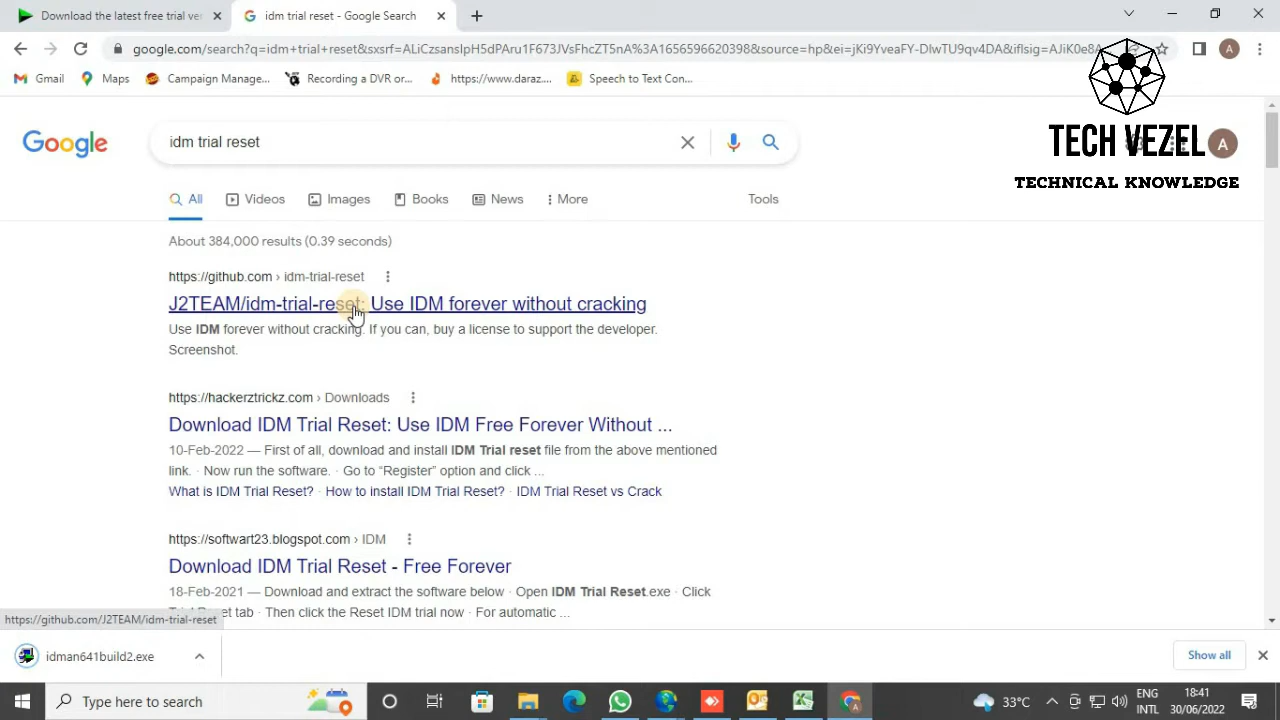 Download the latest free trial ver
idm trial reset - Google Search
google.com/search?q=idm+trial+reset&sxsrf=ALiCzsanslpH5dPAru1F673JVsFhcZT5nA%3A1656596620398&source=hp&ei=jKi9YveaFY-DlwTU9qv4DA&iflsig=AJiK0e8A
Gmail
Maps
Campaign Manage...
Recording a DVR or...
https://www.daraz....
Speech to Text Con...
TECH VEZEL
TECHNICAL KNOWLEDGE
A
A
Google
idm trial reset
All
Videos
Images
Books
News
More
Tools
About 384,000 results (0.39 seconds)
https://github.com › idm-trial-reset
J2TEAM/idm-trial-reset: Use IDM forever without cracking
Use IDM forever without cracking. If you can, buy a license to support the developer.
Screenshot.
https://hackerztrickz.com › Downloads
Download IDM Trial Reset: Use IDM Free Forever Without ...
10-Feb-2022 — First of all, download and install IDM Trial reset file from the above mentioned
link. · Now run the software. · Go to “Register” option and click ...
What is IDM Trial Reset? · How to install IDM Trial Reset? · IDM Trial Reset vs Crack
https://softwart23.blogspot.com › IDM
Download IDM Trial Reset - Free Forever
18-Feb-2021 — Download and extract the software below · Open IDM Trial Reset.exe · Click
Trial Reset tab · Then click the Reset IDM trial now · For automatic ...
https://github.com/J2TEAM/idm-trial-reset
idman641build2.exe
Show all
Type here to search
33°C
ENG
INTL
18:41
30/06/2022